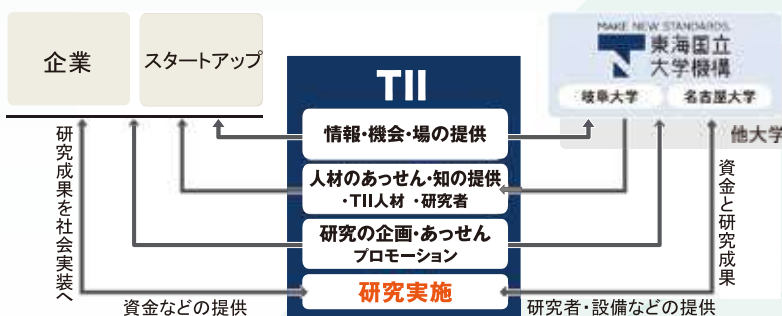 企業
スタートアップ
MAKE NEW STANDARDS.
東海国立
大学機構
岐阜大学
名古屋大学
他大学
TII
情報・機会・場の提供
人材のあっせん・知の提供
・TII人材 ・研究者
研究の企画・あっせん
プロモーション
研究実施
研究成果を社会実装へ
資金などの提供
資金と研究成果
研究者・設備などの提供